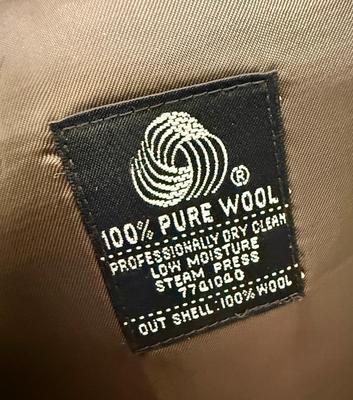 ®
100% PURE WOOL
PROFESSIONALLY DRY CLEAN
LOW MOISTURE
STEAM PRESS
7741040
OUT SHELL:100% WOOL